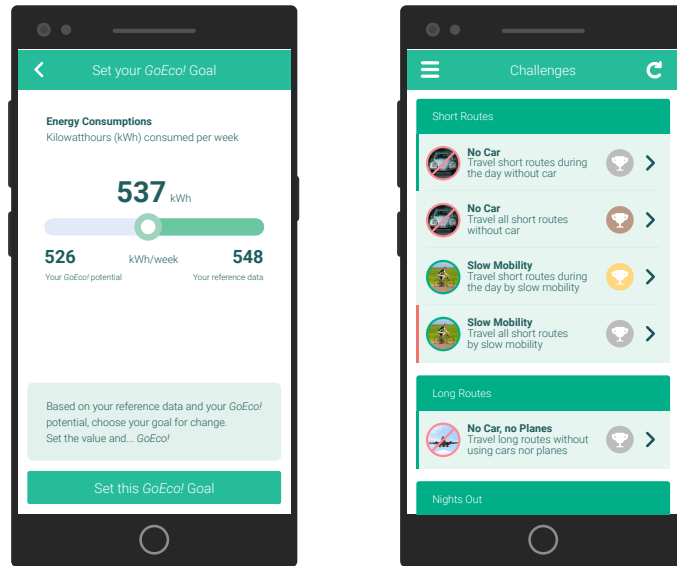 Set your GoEco! Goal
Energy Consumptions
Kilowatthours (kWh) consumed per week
537 kWh
526 kWh/week 548
Your GoEco! potential Your reference data
Based on your reference data and your GoEco!
potential, choose your goal for change.
Set the value and... GoEco!
Set this GoEco! Goal
Challenges
Short Routes
No Car
Travel short routes during
the day without car
No Car
Travel all short routes
without car
Slow Mobility
Travel short routes during
the day by slow mobility
Slow Mobility
Travel all short routes
by slow mobility
Long Routes
No Car, no Planes
Travel long routes without
using cars nor planes
Nights Out